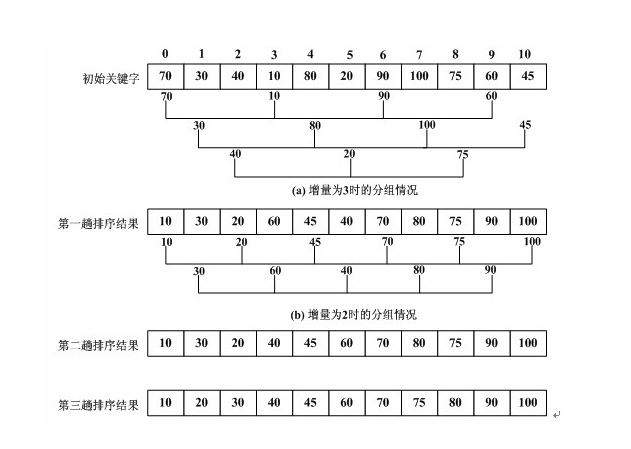 0 1 2 3 4 5 6 7 8 9 10
初始关键字 70 30 40 10 80 20 90 100 75 60 45
70 10 90 60
30 80 100 45
40 20 75
(a) 增量为3时的分组情况
第一趟排序结果 10 30 20 60 45 40 70 80 75 90 100
10 20 45 70 75 100
30 60 40 80 90
(b) 增量为2时的分组情况
第二趟排序结果 10 30 20 40 45 60 70 80 75 90 100
第三趟排序结果 10 20 30 40 45 60 70 75 80 90 100